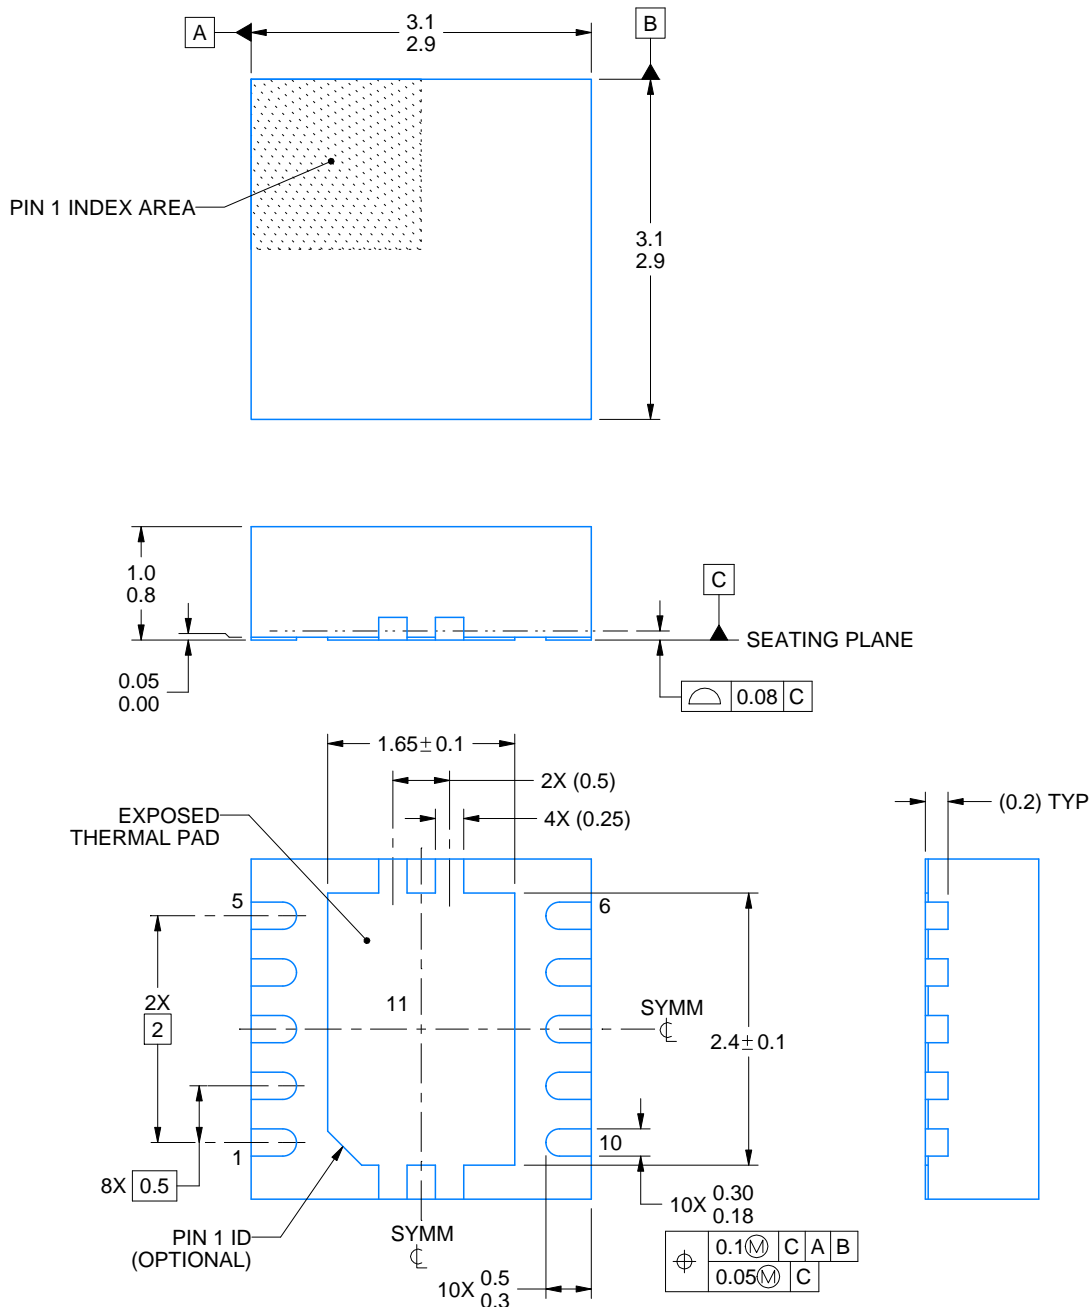 A
3.1
2.9
B
PIN 1 INDEX AREA
3.1
2.9
1.0
0.8
C
SEATING PLANE
0.05
0.00
0.08 C
1.65± 0.1
2X (0.5)
(0.2) TYP
EXPOSED
THERMAL PAD
4X (0.25)
5
6
2X
2
11
SYMM
2.4± 0.1
1
10
8X 0.5
10X 0.30
0.18
PIN 1 ID
(OPTIONAL)
SYMM
0.1Ⓜ C A B
0.05Ⓜ C
10X 0.5
0.3